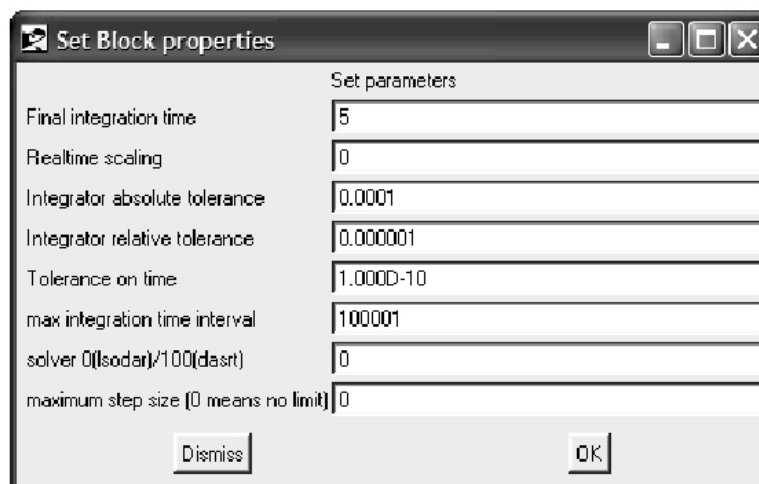 Set Block properties
Set parameters
Final integration time 5
Realtime scaling 0
Integrator absolute tolerance 0.0001
Integrator relative tolerance 0.000001
Tolerance on time 1.000D-10
max integration time interval 100001
solver 0(lsodar)/100(dasrt) 0
maximum step size (0 means no limit) 0
Dismiss OK